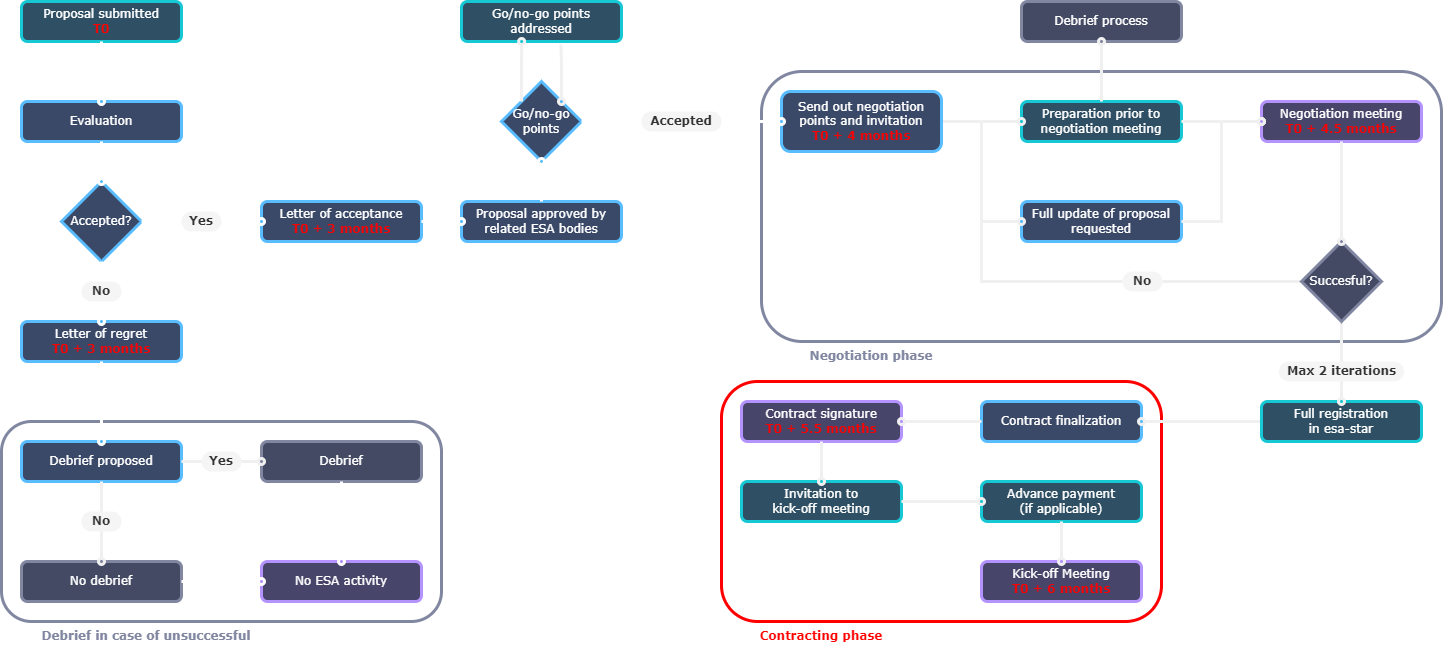 Proposal submitted
T0
Evaluation
Accepted?
Yes
No
Letter of regret
T0 + 3 months
Letter of acceptance
T0 + 3 months
Go/no-go points
addressed
Go/no-go
points
Proposal approved by
related ESA bodies
Accepted
Debrief process
Send out negotiation
points and invitation
T0 + 4 months
Preparation prior to
negotiation meeting
Negotiation meeting
T0 + 4.5 months
Full update of proposal
requested
No
Succesful?
Negotiation phase
Max 2 iterations
Full registration
in esa-star
Contract finalization
Contract signature
T0 + 5.5 months
Invitation to
kick-off meeting
Advance payment
(if applicable)
Kick-off Meeting
T0 + 6 months
Contracting phase
Debrief proposed
Yes
Debrief
No
No debrief
No ESA activity
Debrief in case of unsuccessful